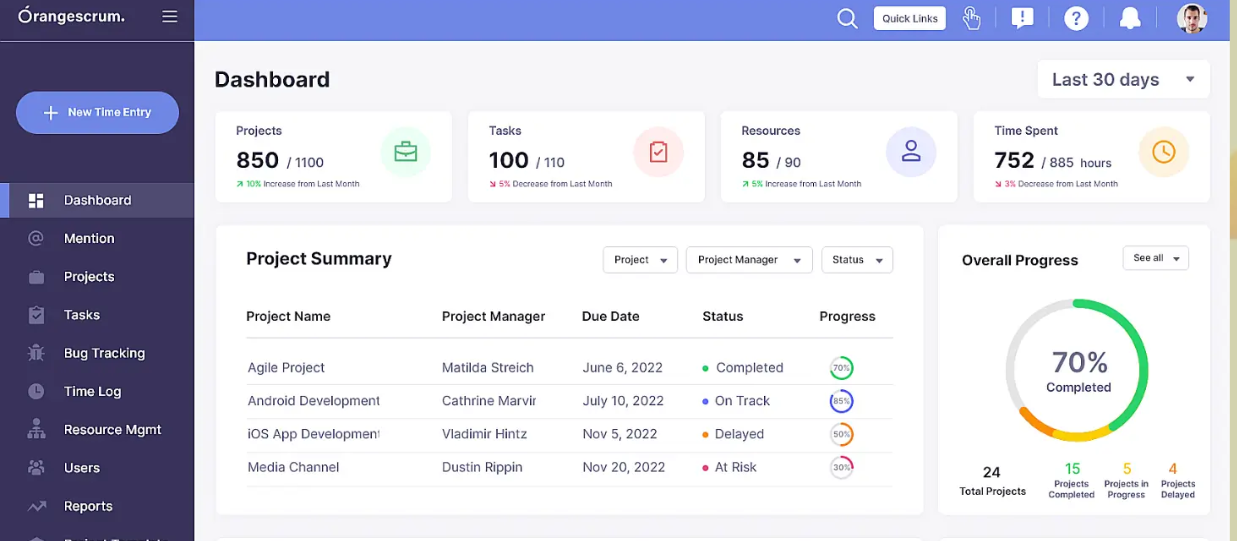 Órangescrum.
Quick Links
?
New Time Entry
Dashboard
Mention
Projects
Tasks
Bug Tracking
Time Log
Resource Mgmt
Users
Reports
Dashboard
Last 30 days
Projects
850 / 1100
10% Increase from Last Month
Tasks
100 / 110
5% Decrease from Last Month
Resources
85 / 90
5% Increase from Last Month
Time Spent
752 / 885 hours
3% Decrease from Last Month
Project Summary
Project
Project Manager
Status
Project Name Project Manager Due Date Status Progress
Agile Project Matilda Streich June 6, 2022 Completed 70%
Android Development Cathrine Marvir July 10, 2022 On Track 85%
iOS App Development Vladimir Hintz Nov 5, 2022 Delayed 50%
Media Channel Dustin Rippin Nov 20, 2022 At Risk 30%
Overall Progress
See all
70%
Completed
24
Total Projects
15
Projects
Completed
5
Projects in
Progress
4
Projects
Delayed